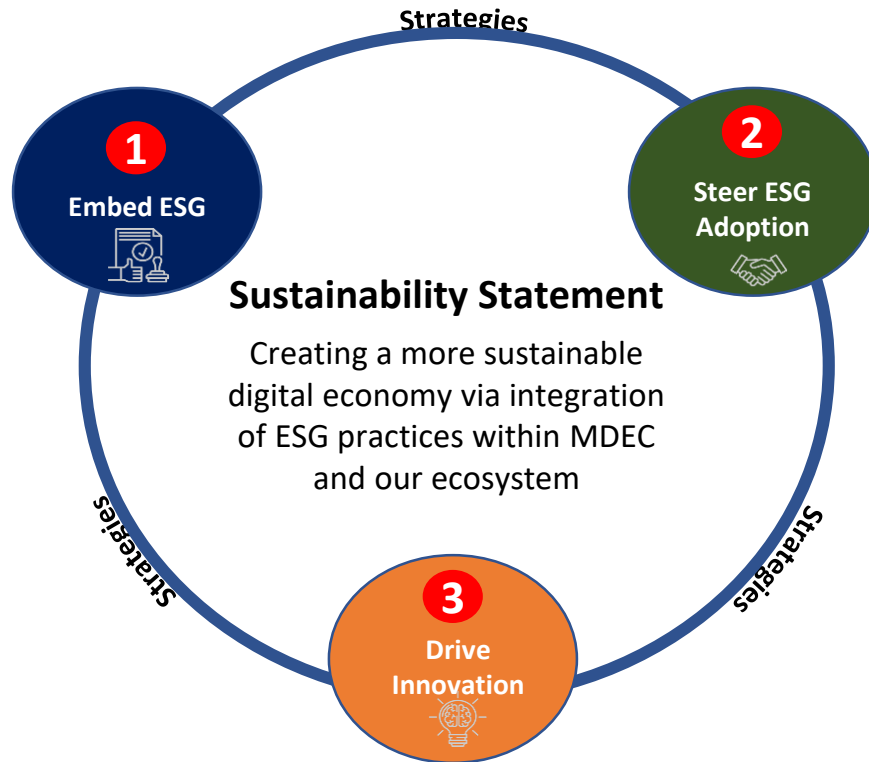 Strategies
1
Embed ESG
2
Steer ESG
Adoption
Sustainability Statement
Creating a more sustainable
digital economy via integration
of ESG practices within MDEC
and our ecosystem
Strategies
Strategies
3
Drive
Innovation